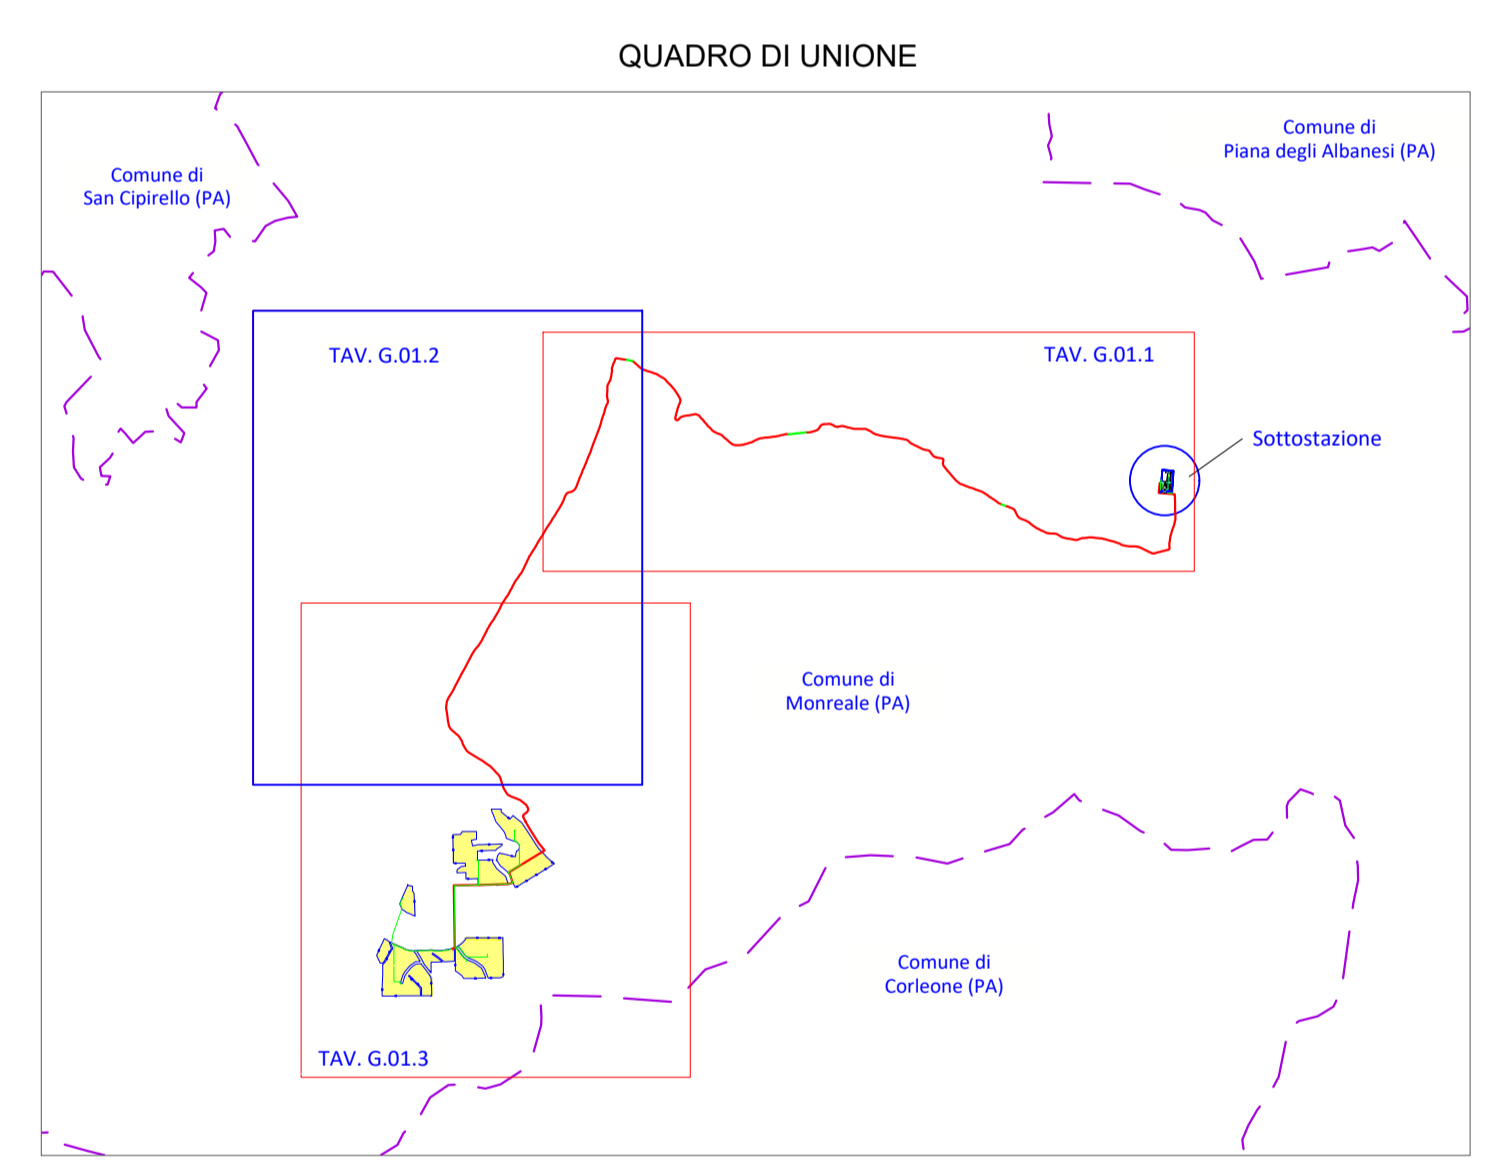 QUADRO DI UNIONE
Comune di
Piana degli Albanesi (PA)
Comune di
San Cipirello (PA)
TAV. G.01.2
TAV. G.01.1
Sottostazione
Comune di
Monreale (PA)
Comune di
Corleone (PA)
TAV. G.01.3